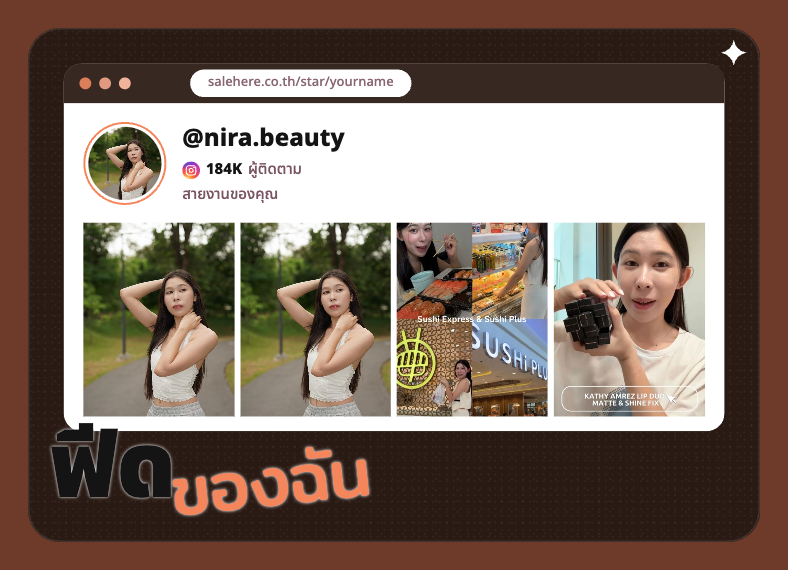 salehere.co.th/star/yourname
@nira.beauty
184K ผู้ติดตาม
สายงานของคุณ
Sushi Express & Sushi Plus
SUSHi PLU
KATHY AMREZ LIP DUO
MATTE & SHINE FIX
ฟีด
ของฉัน